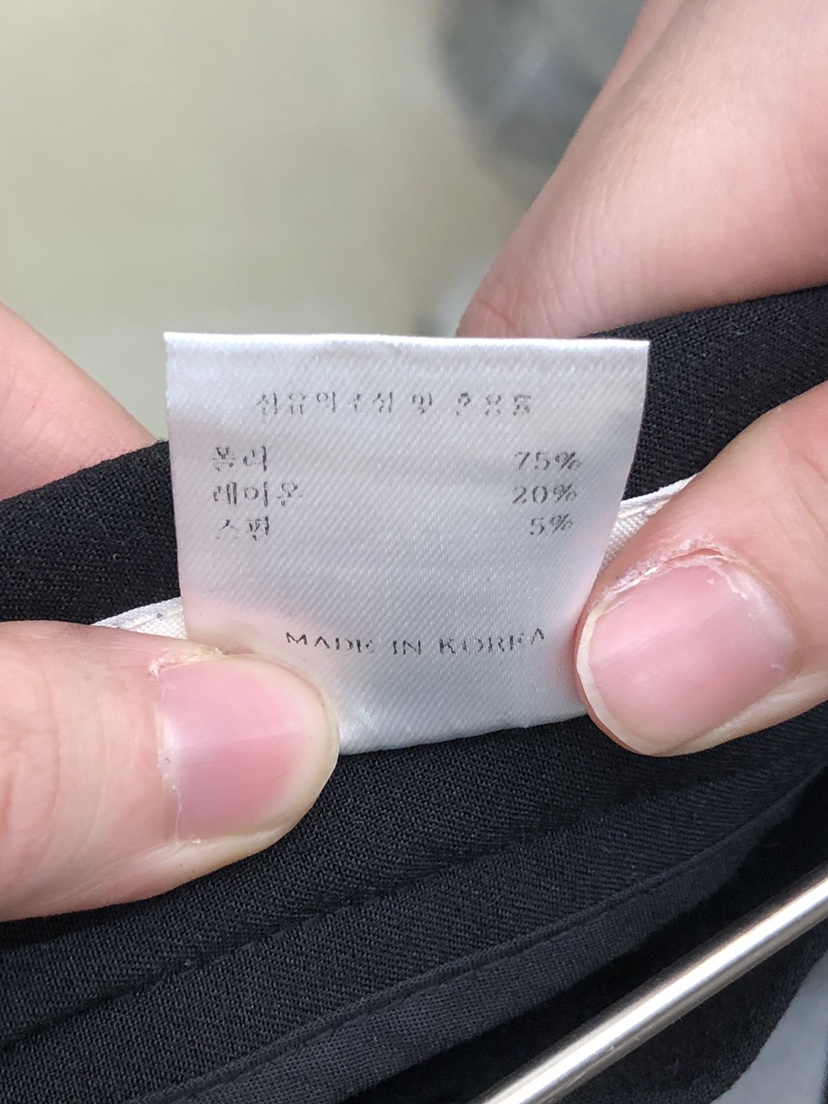 섬유의 조성 및 혼용률
폴리 75%
레이온 20%
스판 5%
MADE IN KOREA